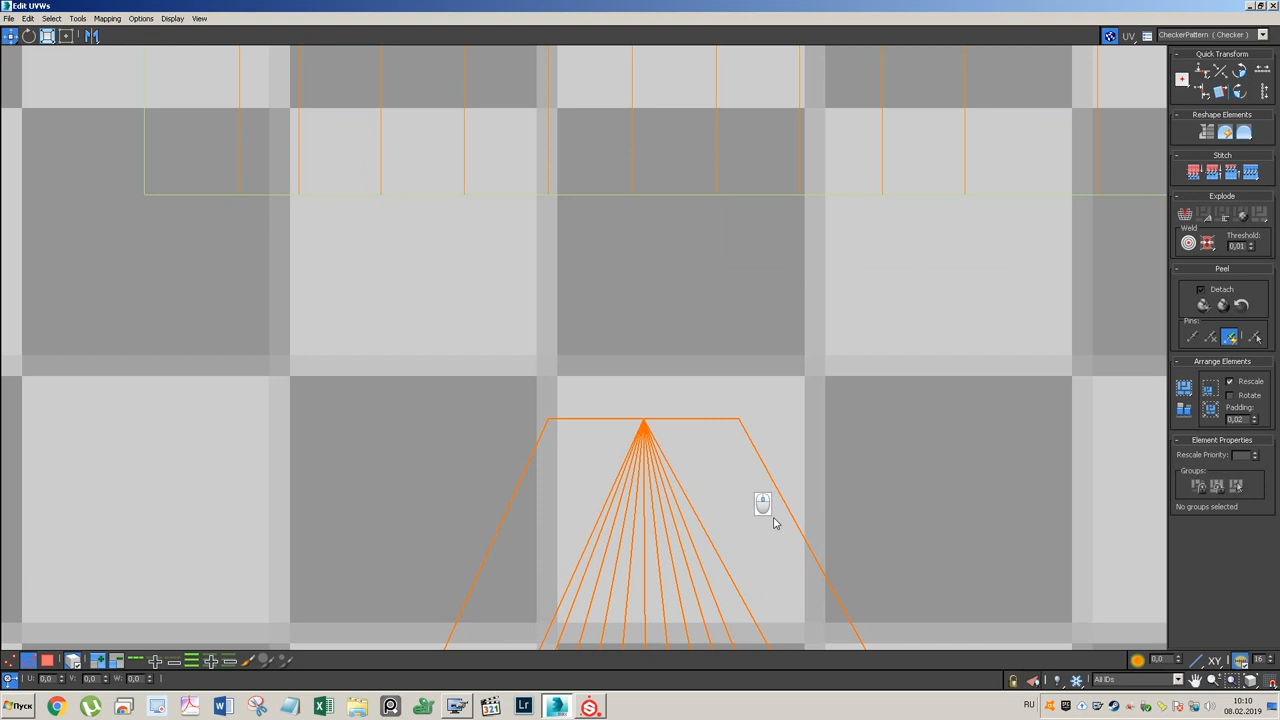 Edit UVWs
File Edit Select Tools Mapping Options Display View
UV CheckerPattern ( Checker )
Quick Transform
Reshape Elements
Stitch
Explode
Weld
Threshold:
0,01
Peel
Detach
Pins:
Arrange Elements
Rescale
Rotate
Padding:
0,02
Element Properties
Rescale Priority:
Groups:
No groups selected
0,0 XY 16
U: 0,0 V: 0,0 W: 0,0 All IDs
Пуск W X Lr RU 10:10
08.02.2019